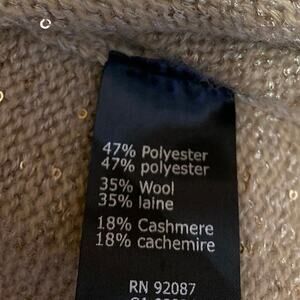 47% Polyester
47% polyester
35% Wool
35% laine
18% Cashmere
18% cachemire
RN 92087